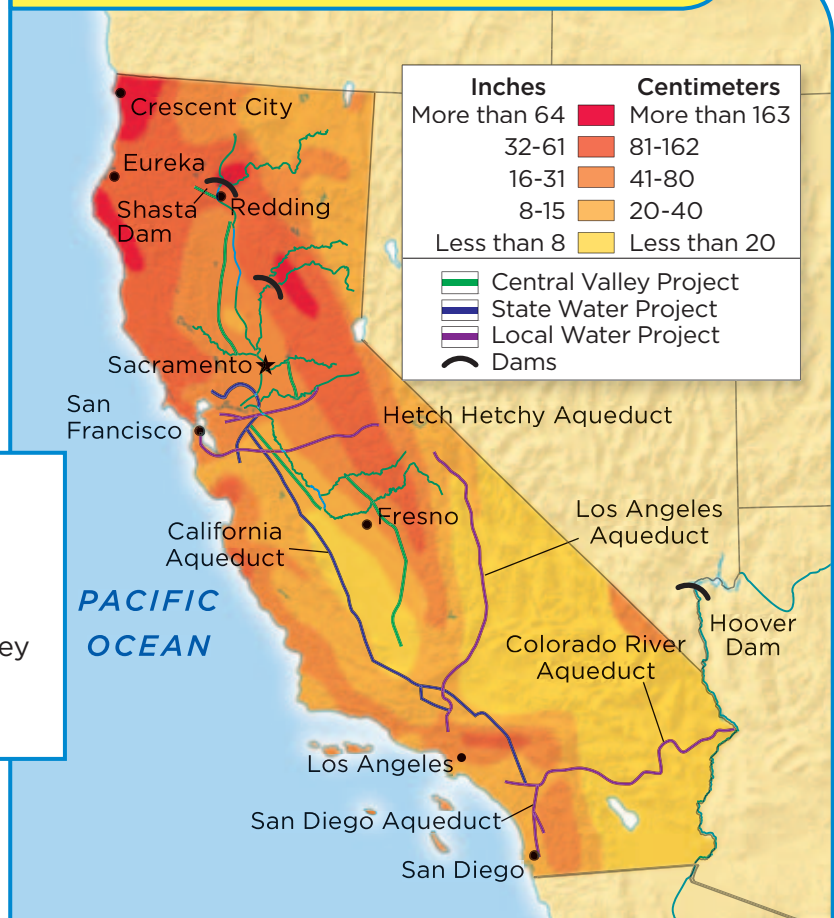 Inches Centimeters
More than 64 More than 163
32-61 81-162
16-31 41-80
8-15 20-40
Less than 8 Less than 20
Central Valley Project
State Water Project
Local Water Project
Dams
Crescent City
Eureka
Shasta
Dam
Redding
Sacramento
San
Francisco
Hetch Hetchy Aqueduct
Fresno
California
Aqueduct
Los Angeles
Aqueduct
PACIFIC
OCEAN
ey
Hoover
Dam
Colorado River
Aqueduct
Los Angeles
San Diego Aqueduct
San Diego